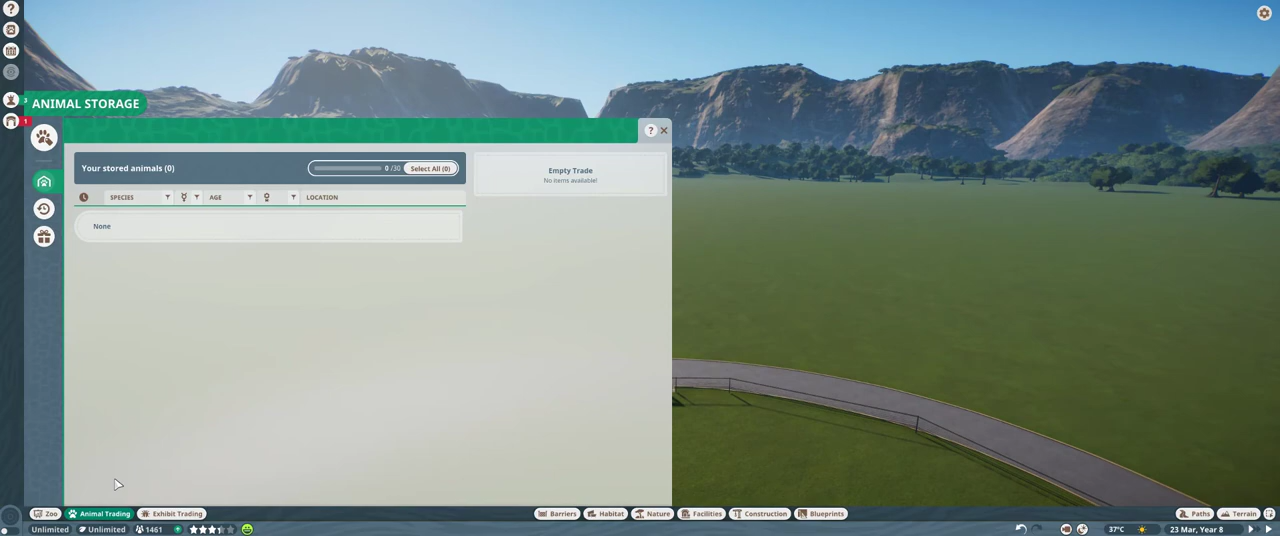 ?
3
ANIMAL STORAGE
1
?
Your stored animals (0)
0 /30
Select All (0)
Empty Trade
No items available!
SPECIES
AGE
LOCATION
None
Zoo
Animal Trading
Exhibit Trading
Barriers
Habitat
Nature
Facilities
Construction
Blueprints
Paths
Terrain
Unlimited
Unlimited
1461
37°C
23 Mar, Year 8